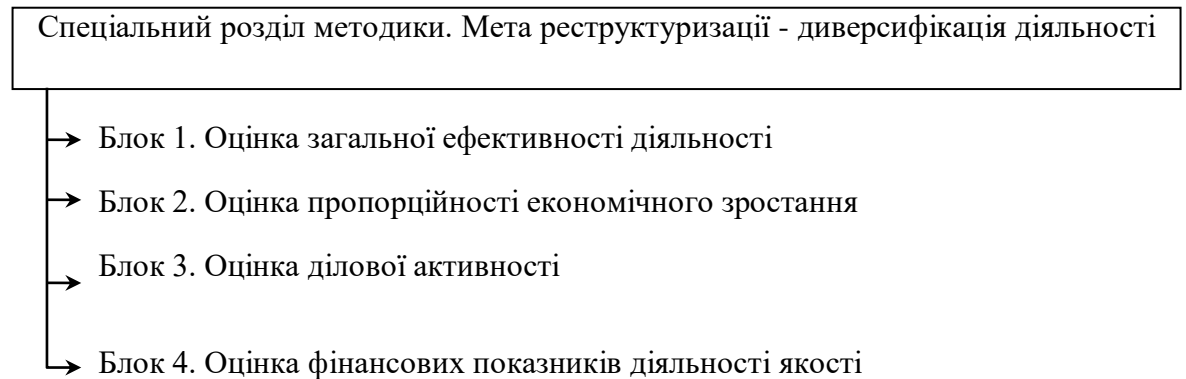 Спеціальний розділ методики. Мета реструктуризації - диверсифікація діяльності
Блок 1. Оцінка загальної ефективності діяльності
Блок 2. Оцінка пропорційності економічного зростання
Блок 3. Оцінка ділової активності
Блок 4. Оцінка фінансових показників діяльності якості